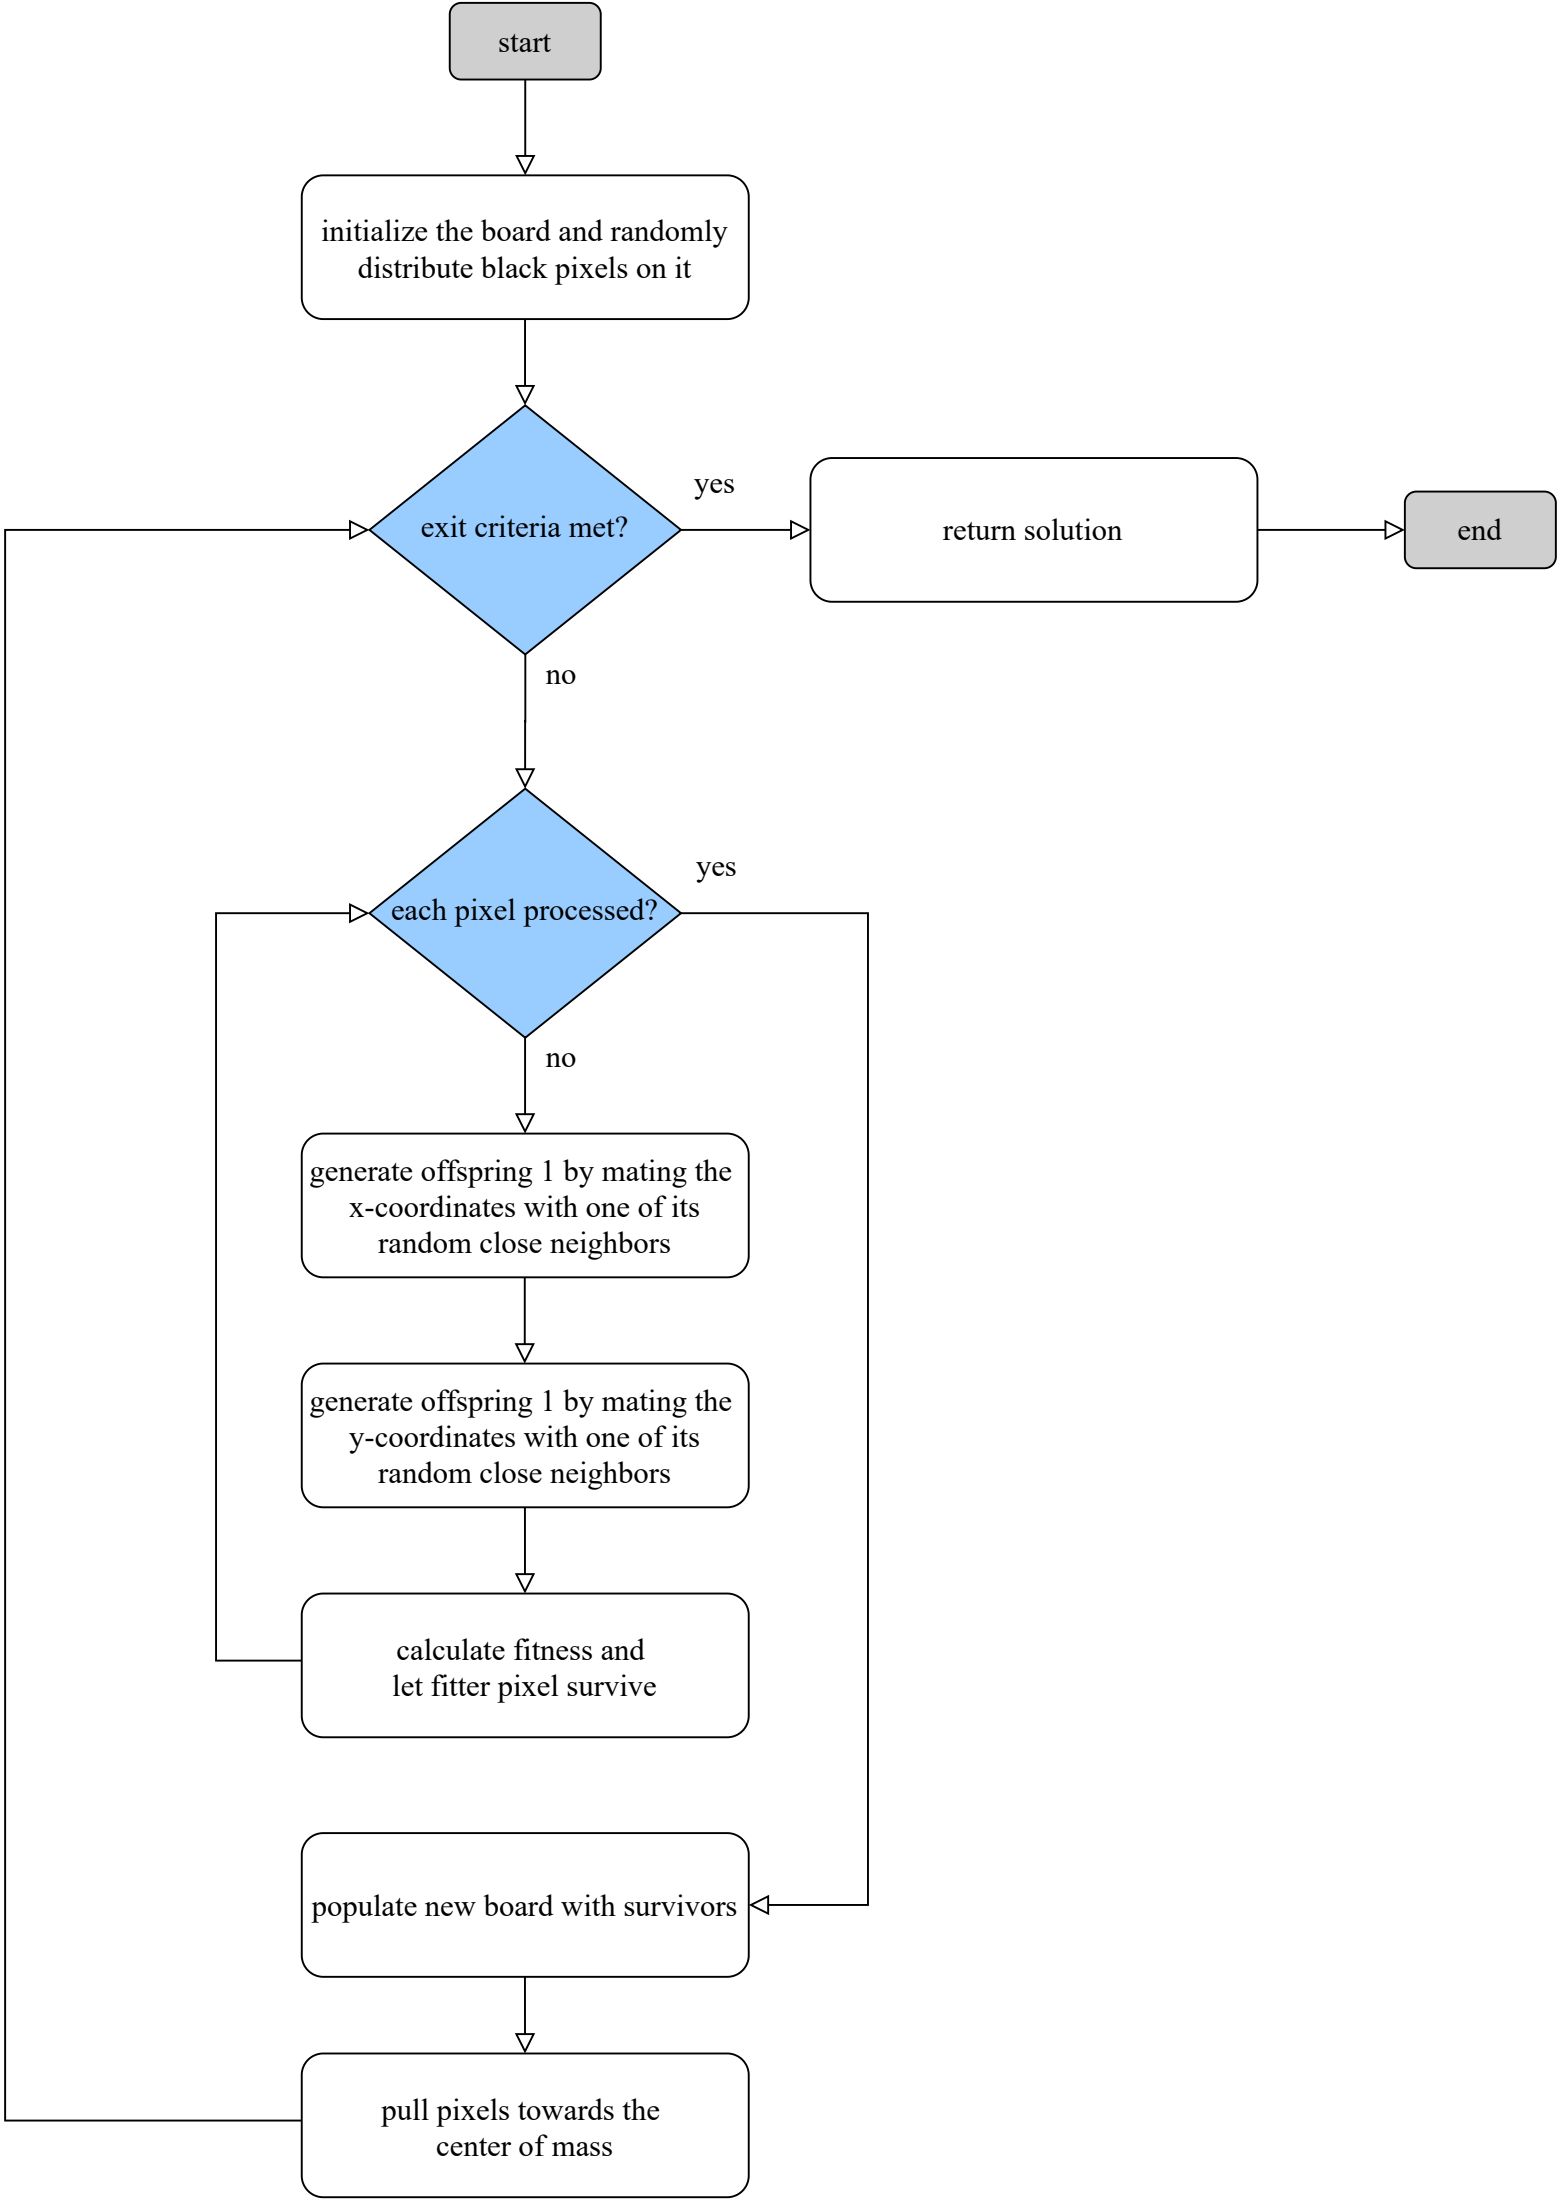 start
initialize the board and randomly
distribute black pixels on it
exit criteria met?
yes
return solution
end
no
each pixel processed?
yes
no
generate offspring 1 by mating the
x-coordinates with one of its
random close neighbors
generate offspring 1 by mating the
y-coordinates with one of its
random close neighbors
calculate fitness and
let fitter pixel survive
populate new board with survivors
pull pixels towards the
center of mass